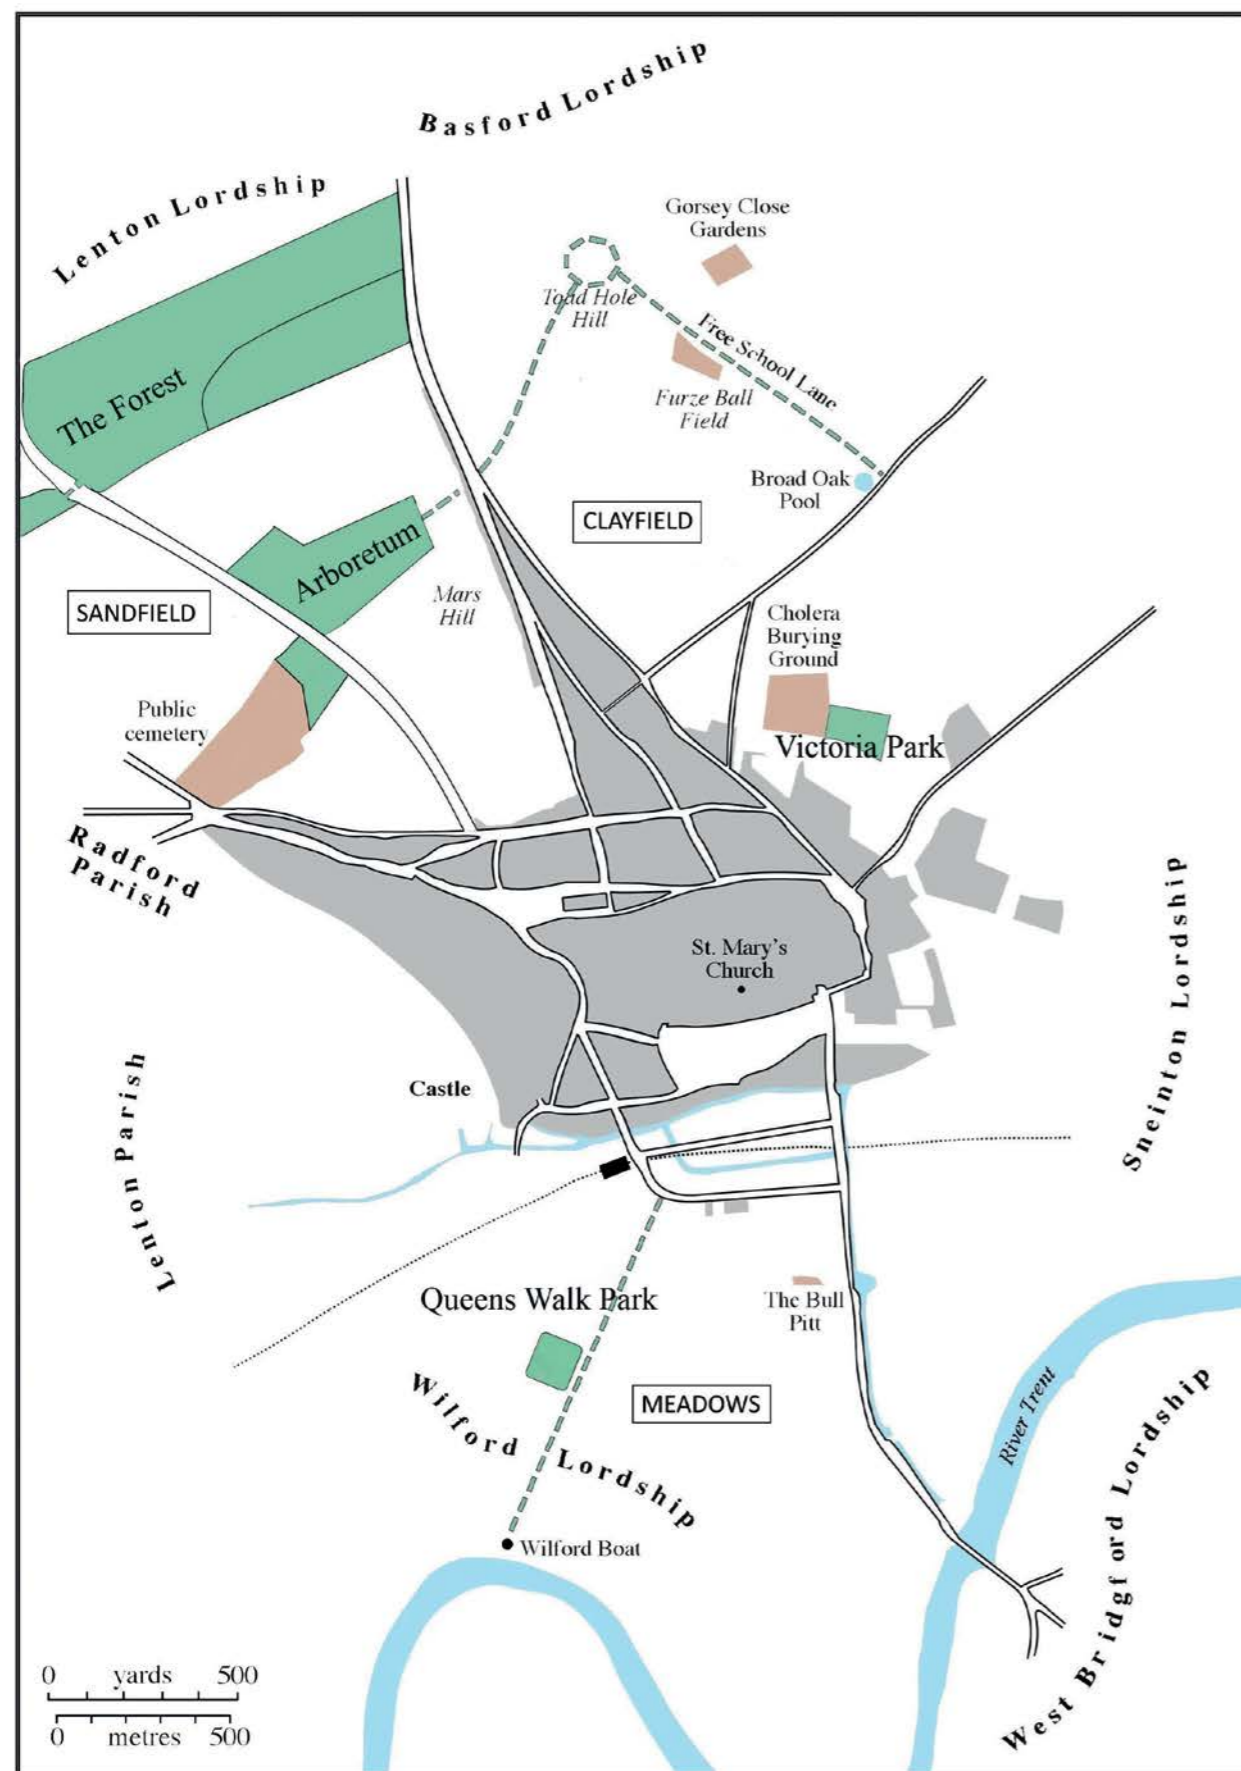 Basford Lordship
Lenton Lordship
Gorsey Close
Gardens
Toad Hole
Hill
Free School Lane
The Forest
Furze Ball
Field
Broad Oak
Pool
CLAYFIELD
Arboretum
SANDFIELD
Mars
Hill
Cholera
Burying
Ground
Public
cemetery
Victoria Park
Radford
Parish
St. Mary's
Church
Sneinton Lordship
Castle
Lenton Parish
Queens Walk Park
The Bull
Pitt
MEADOWS
Wilford Lordship
River Trent
West Bridgford Lordship
Wilford Boat
0 yards 500
0 metres 500